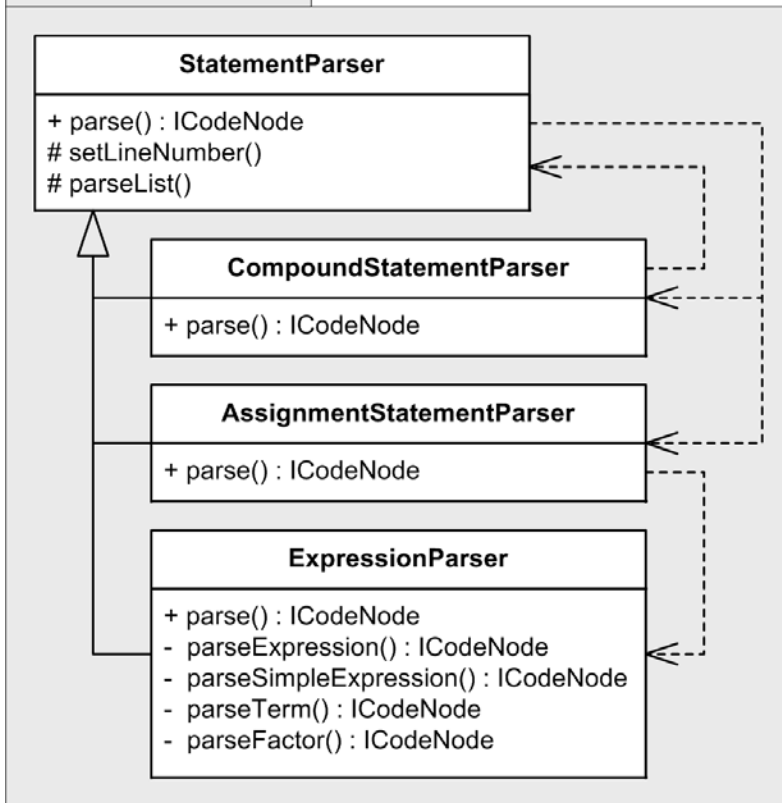 StatementParser
+ parse() : ICodeNode
# setLineNumber()
# parseList()
CompoundStatementParser
+ parse() : ICodeNode
AssignmentStatementParser
+ parse() : ICodeNode
ExpressionParser
+ parse() : ICodeNode
- parseExpression() : ICodeNode
- parseSimpleExpression() : ICodeNode
- parseTerm() : ICodeNode
- parseFactor() : ICodeNode